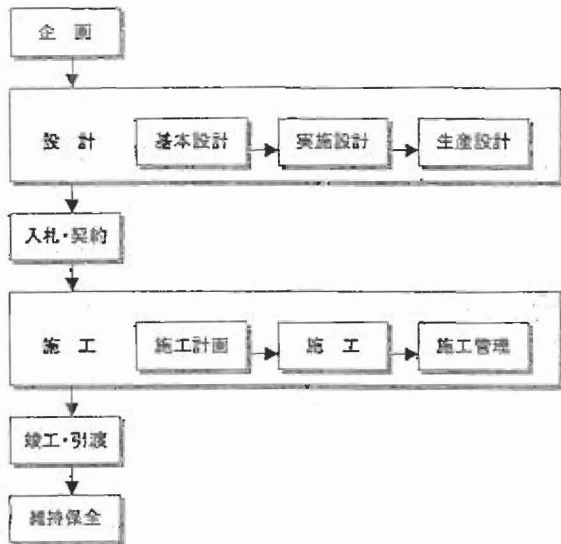 企 画
設 計
基本設計
実施設計
生産設計
入札・契約
施 工
施工計画
施 工
施工管理
竣工・引渡
維持保全